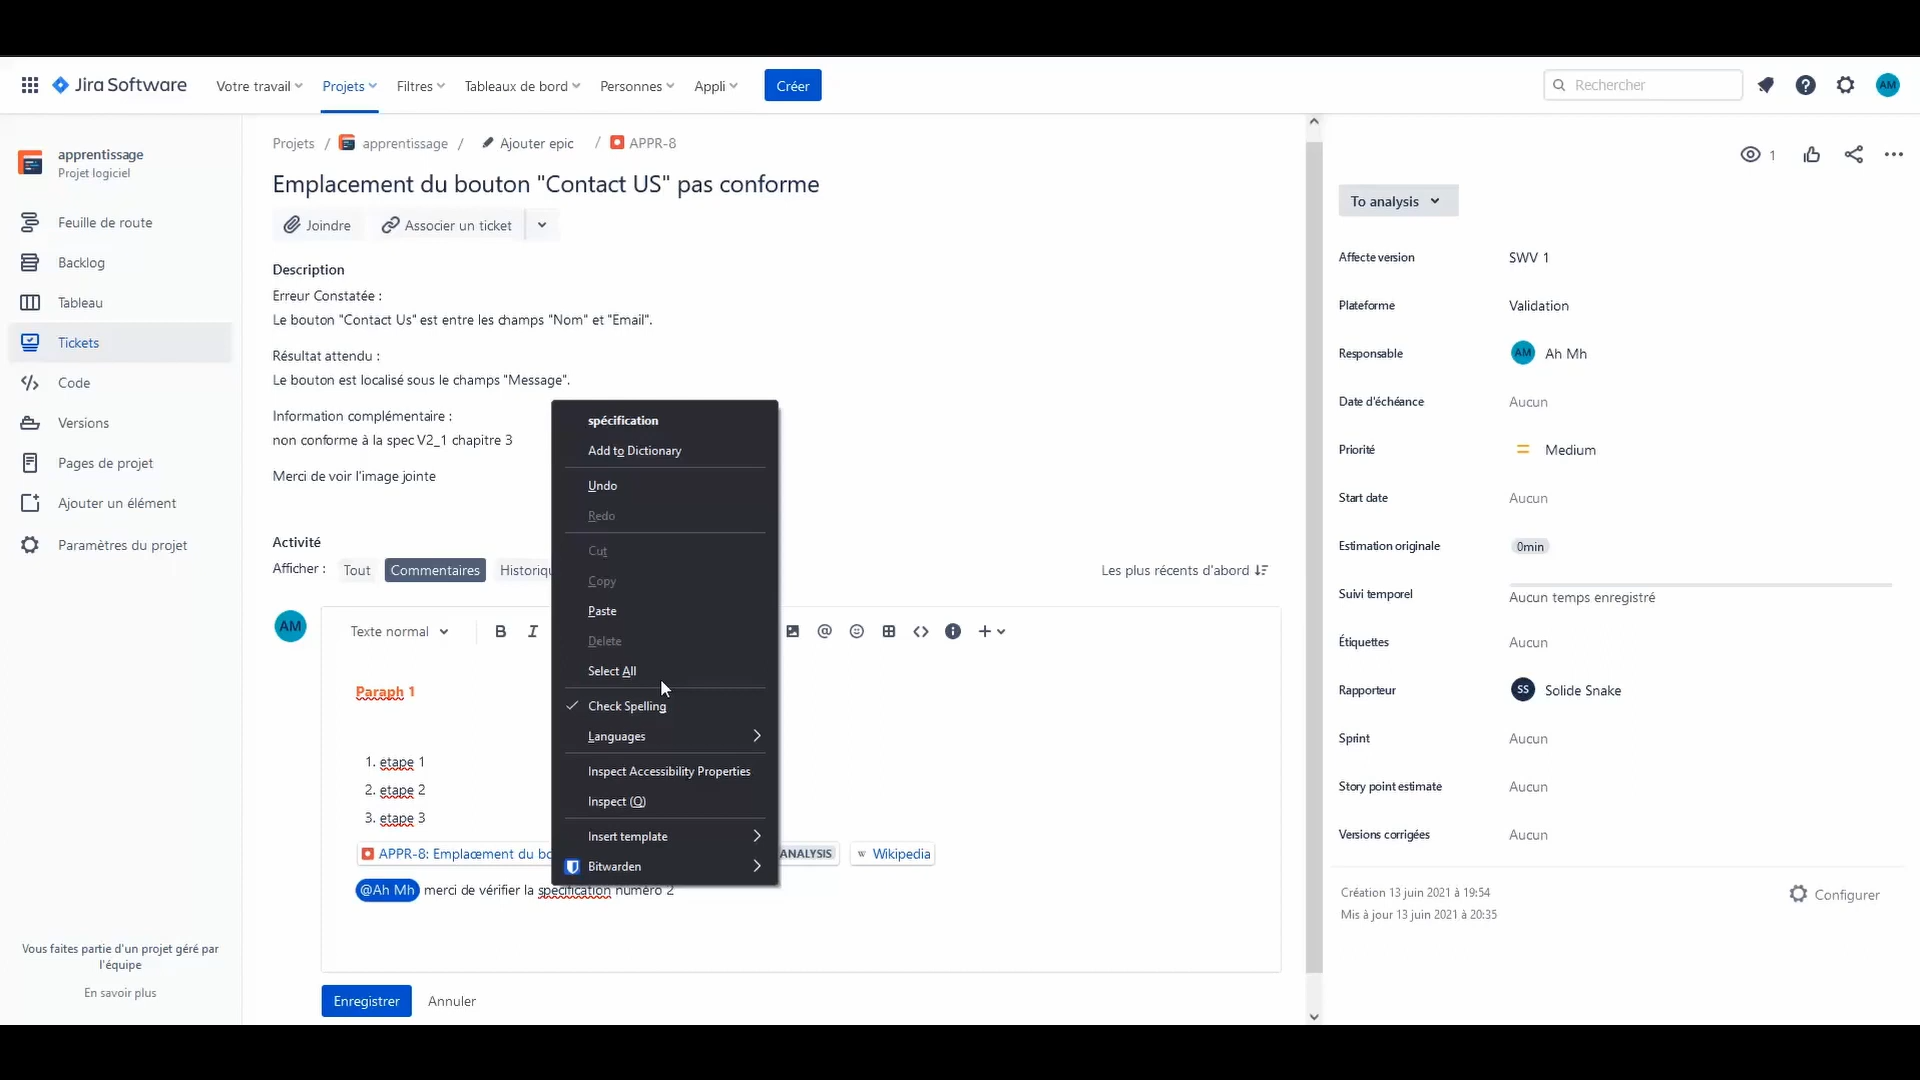 Jira Software
Votre travail
Projets
Filtres
Tableaux de bord
Personnes
Appli
Créer
Rechercher
AM
apprentissage
Projet logiciel
Feuille de route
Backlog
Tableau
Tickets
Code
Versions
Pages de projet
Ajouter un élément
Paramètres du projet
Vous faites partie d'un projet géré par
l'équipe
En savoir plus
Projets / apprentissage / Ajouter epic / APPR-8
Emplacement du bouton "Contact US" pas conforme
Joindre
Associer un ticket
Description
Erreur Constatée :
Le bouton "Contact Us" est entre les champs "Nom" et "Email".
Résultat attendu :
Le bouton est localisé sous le champs "Message".
Information complémentaire :
non conforme à la spec V2_1 chapitre 3
Merci de voir l'image jointe
Activité
Afficher : Tout Commentaires Historiqu
Les plus récents d'abord
AM
Texte normal
B I
Paraph 1
1. etape 1
2. etape 2
3. etape 3
APPR-8: Emplacement du bo
ANALYSIS
W Wikipedia
@Ah Mh merci de vérifier la specification numéro 2
Enregistrer
Annuler
spécification
Add to Dictionary
Undo
Redo
Cut
Copy
Paste
Delete
Select All
Check Spelling
Languages
Inspect Accessibility Properties
Inspect (Q)
Insert template
Bitwarden
1
To analysis
Affecte version SWV 1
Plateforme Validation
Responsable AM Ah Mh
Date d'échéance Aucun
Priorité Medium
Start date Aucun
Estimation originale 0min
Suivi temporel Aucun temps enregistré
Étiquettes Aucun
Rapporteur SS Solide Snake
Sprint Aucun
Story point estimate Aucun
Versions corrigées Aucun
Création 13 juin 2021 à 19:54
Mis à jour 13 juin 2021 à 20:35
Configurer